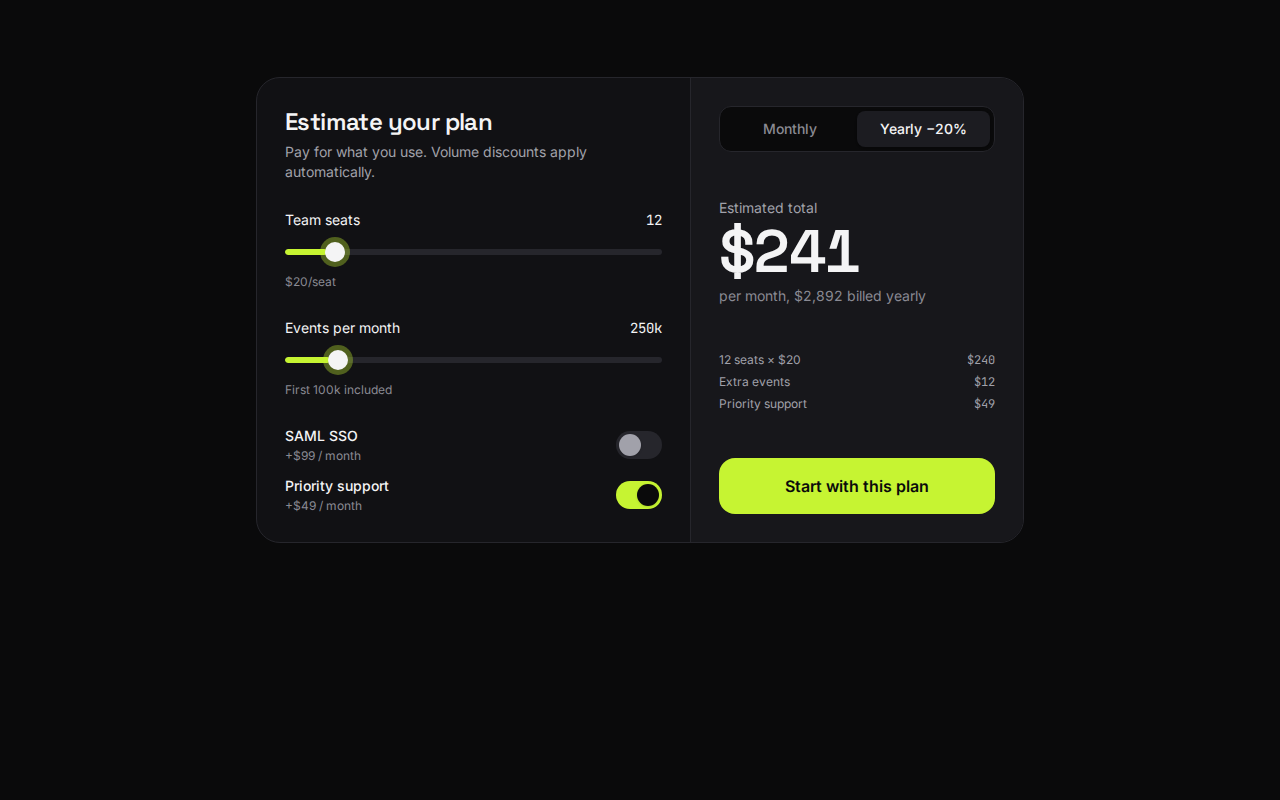 Estimate your plan
Pay for what you use. Volume discounts apply
automatically.
Team seats 12
$20/seat
Events per month 250k
First 100k included
SAML SSO
+$99 / month
Priority support
+$49 / month
Monthly Yearly −20%
Estimated total
$241
per month, $2,892 billed yearly
12 seats × $20 $240
Extra events $12
Priority support $49
Start with this plan